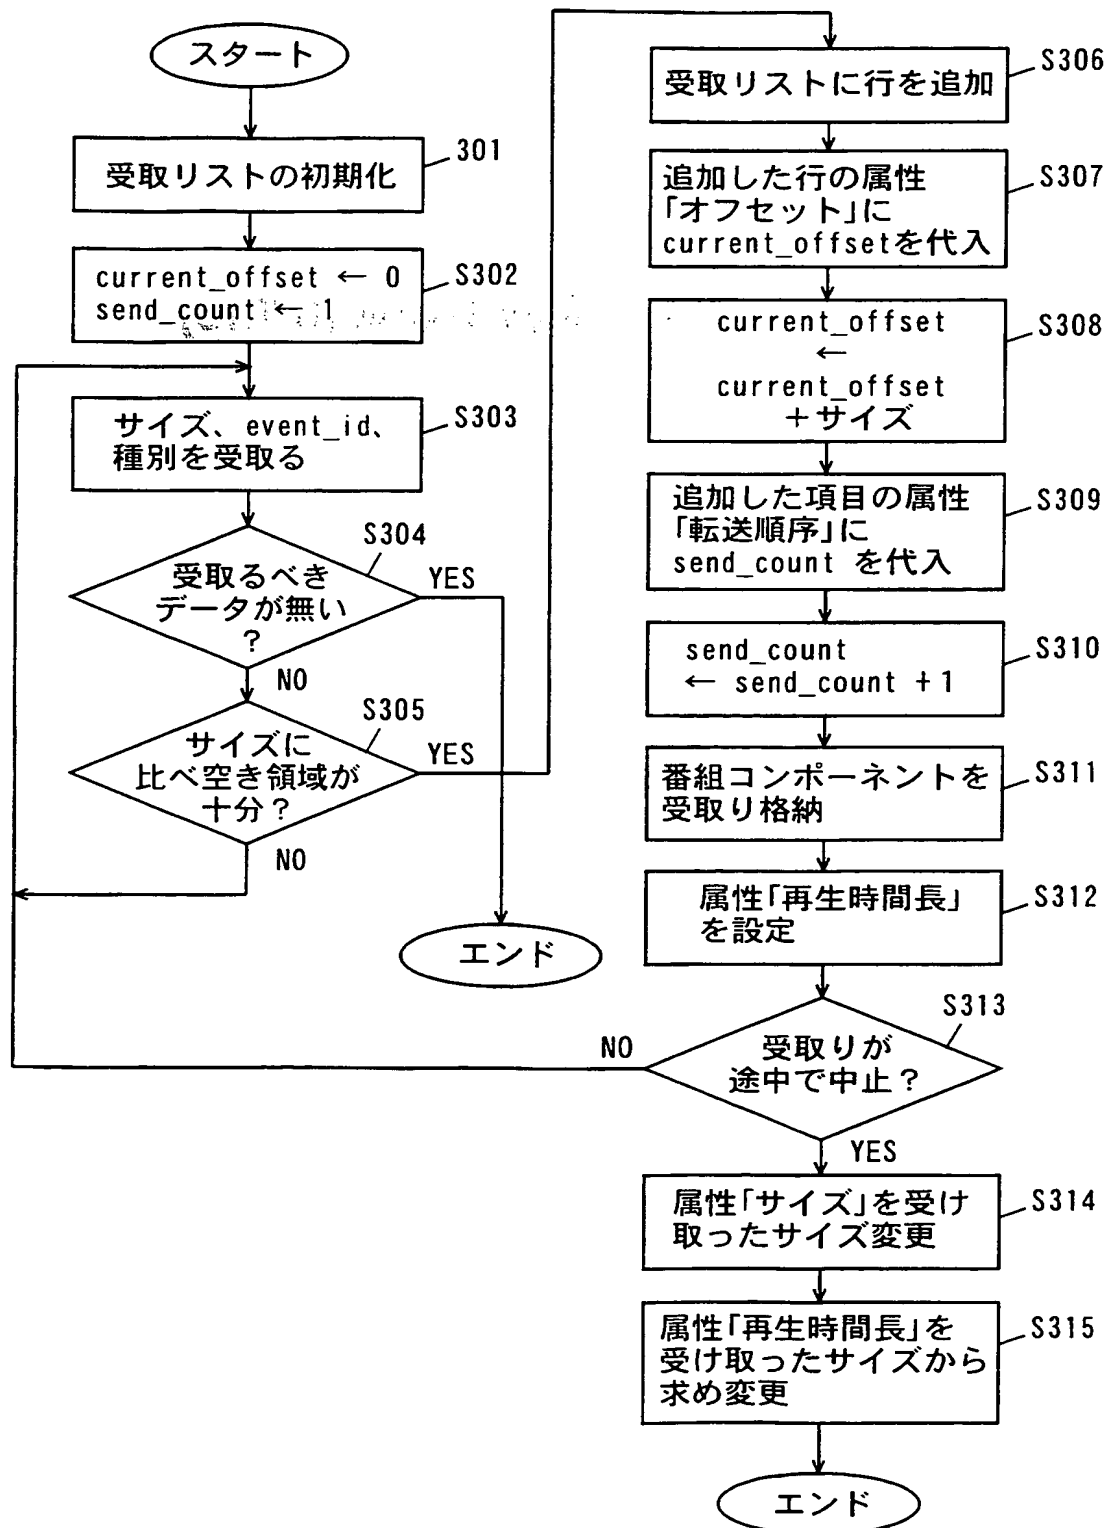 スタート
受取リストの初期化
301
current_offset ← 0
send_count ← 1
S302
サイズ、event_id、
種別を受取る
S303
受取るべき
データが無い
?
S304
YES
NO
サイズに
比べ空き領域が
十分?
S305
YES
NO
エンド
受取リストに行を追加
S306
追加した行の属性
「オフセット」に
current_offsetを代入
S307
current_offset
←
current_offset
+サイズ
S308
追加した項目の属性
「転送順序」に
send_count を代入
S309
send_count
← send_count +1
S310
番組コンポーネントを
受取り格納
S311
属性「再生時間長」
を設定
S312
受取りが
途中で中止?
S313
NO
YES
属性「サイズ」を受け
取ったサイズ変更
S314
属性「再生時間長」を
受け取ったサイズから
求め変更
S315
エンド